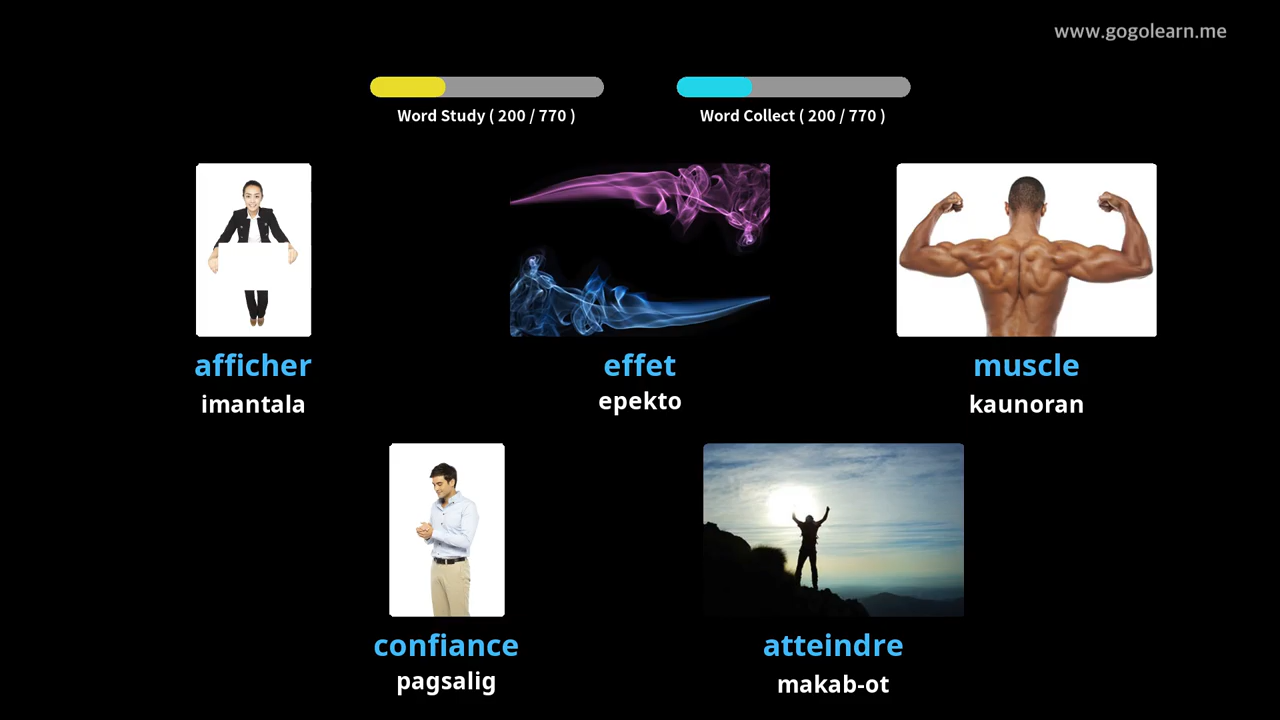 www.gogolearn.me
Word Study ( 200 / 770 )
Word Collect ( 200 / 770 )
afficher
imantala
effet
epekto
muscle
kaunoran
confiance
pagsalig
atteindre
makab-ot